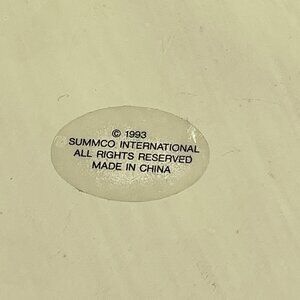 © 1993
SUMMCO INTERNATIONAL
ALL RIGHTS RESERVED
MADE IN CHINA